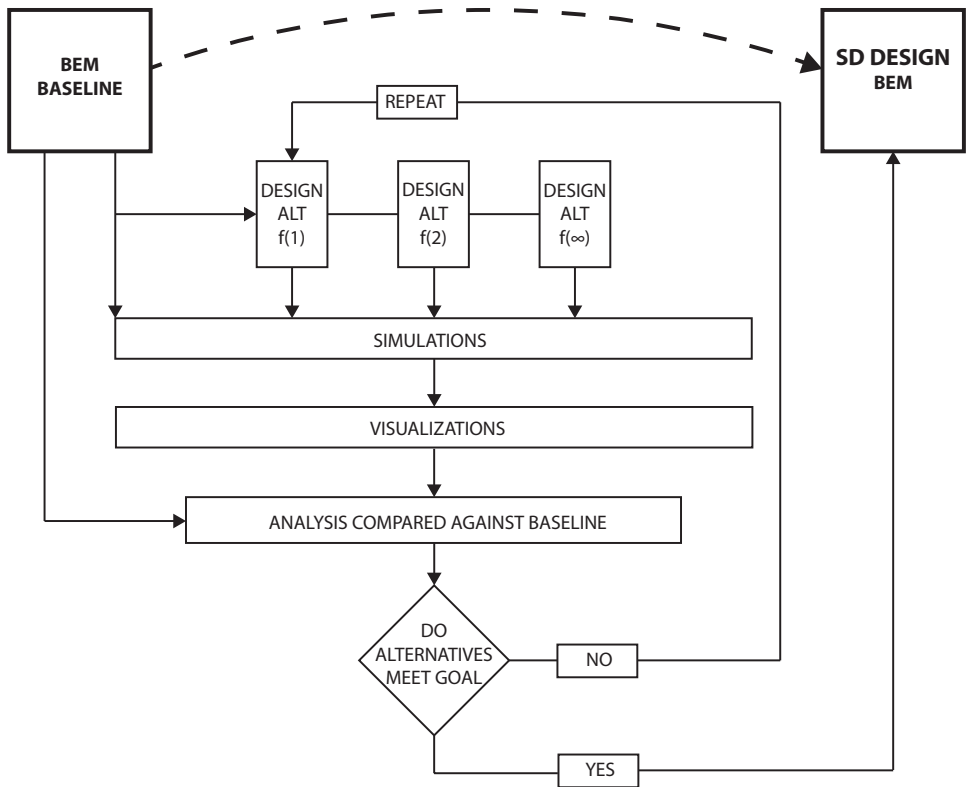 BEM
BASELINE
SD DESIGN
BEM
REPEAT
DESIGN
ALT
f(1)
DESIGN
ALT
f(2)
DESIGN
ALT
f(∞)
SIMULATIONS
VISUALIZATIONS
ANALYSIS COMPARED AGAINST BASELINE
DO
ALTERNATIVES
MEET GOAL
NO
YES